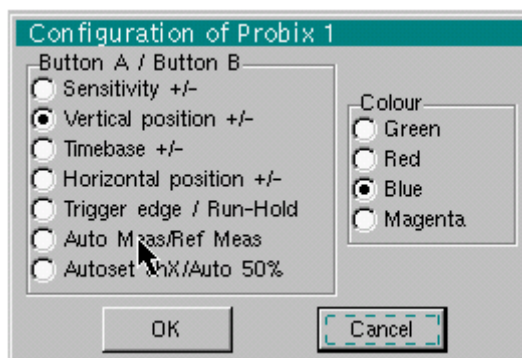 Configuration of Probix 1
Button A / Button B
Sensitivity +/-
Vertical position +/-
Timebase +/-
Horizontal position +/-
Trigger edge / Run-Hold
Auto Meas/Ref Meas
Autoset /Auto 50%
Colour
Green
Red
Blue
Magenta
OK
Cancel